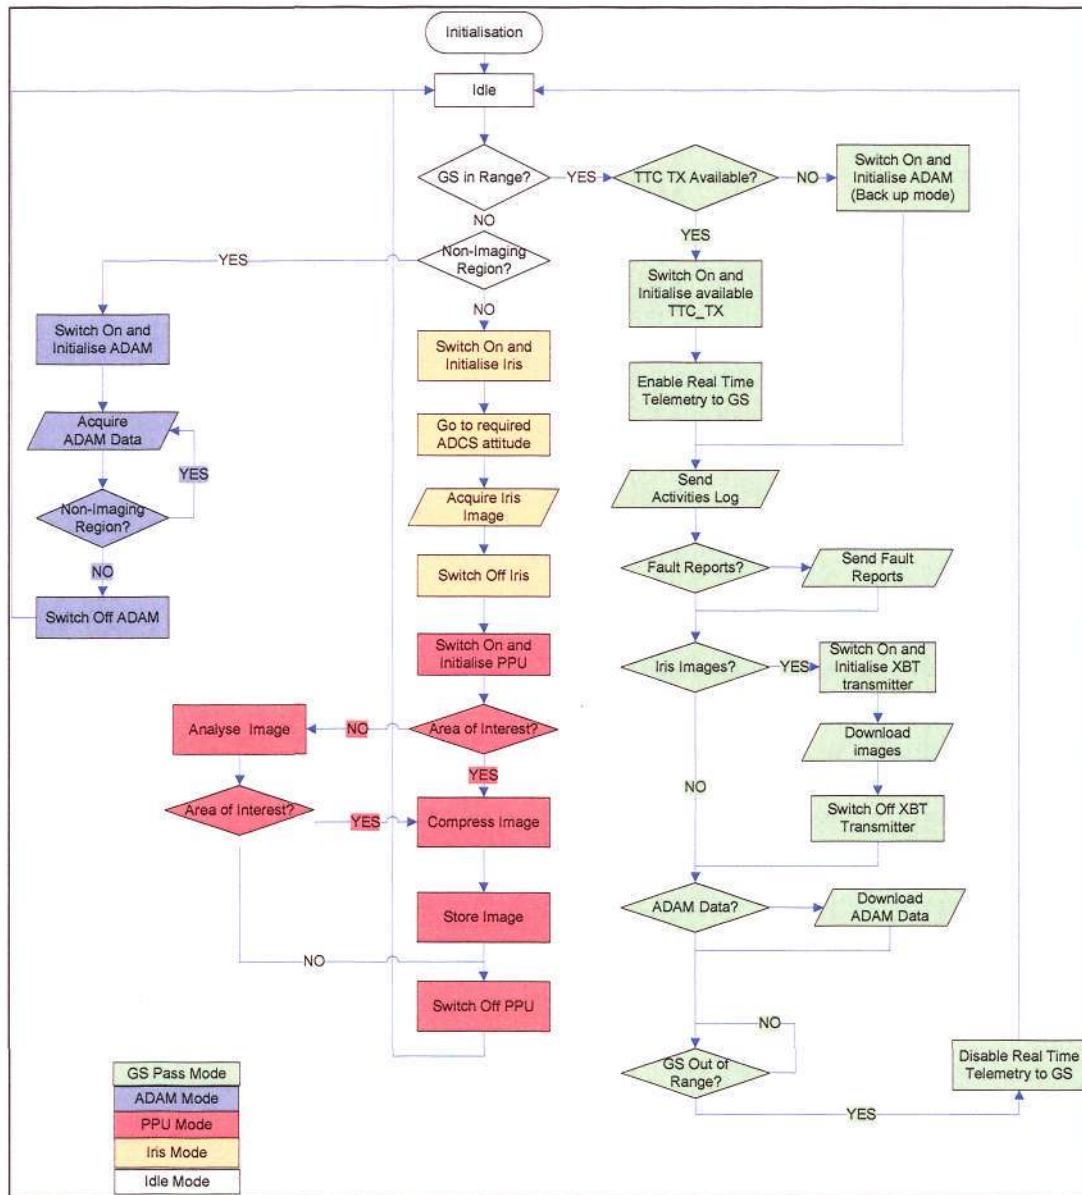 Initialisation
Idle
GS in Range?
YES
TTC TX Available?
NO
Switch On and
Initialise ADAM
(Back up mode)
NO
YES
Non-Imaging
Region?
YES
Switch On and
Initialise available
TTC_TX
NO
Switch On and
Initialise ADAM
Switch On and
Initialise Iris
Enable Real Time
Telemetry to GS
Acquire
ADAM Data
Go to required
ADCS attitude
YES
Send
Activities Log
Non-Imaging
Region?
Acquire Iris
Image
NO
Switch Off Iris
Fault Reports?
Send Fault
Reports
Switch Off ADAM
Switch On and
Initialise PPU
Iris Images?
YES
Switch On and
Initialise XBT
transmitter
Analyse Image
NO
Area of Interest?
Download
images
YES
NO
Area of Interest?
YES
Compress Image
Switch Off XBT
Transmitter
Store Image
ADAM Data?
Download
ADAM Data
NO
Switch Off PPU
NO
GS Out of
Range?
Disable Real Time
Telemetry to GS
YES
GS Pass Mode
ADAM Mode
PPU Mode
Iris Mode
Idle Mode